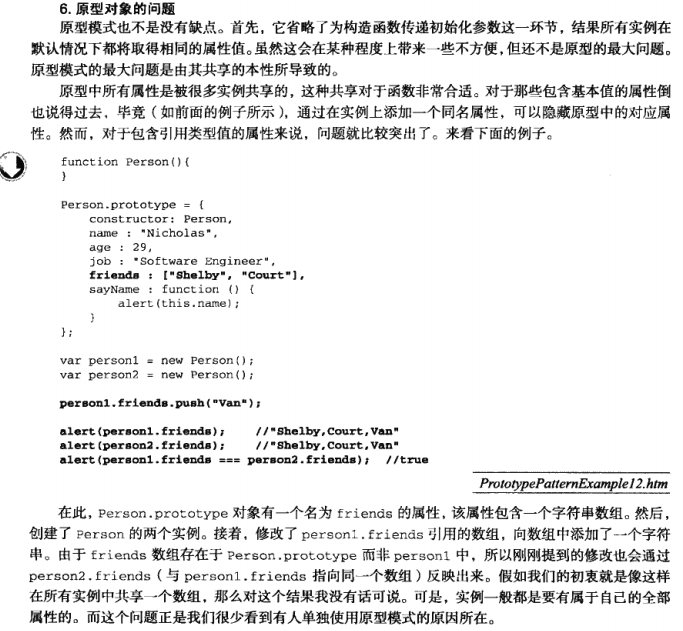 6. 原型对象的问题
原型模式也不是没有缺点。首先，它省略了为构造函数传递初始化参数这一环节，结果所有实例在
默认情况下都将取得相同的属性值。虽然这会在某种程度上带来一些不方便，但还不是原型的最大问题。
原型模式的最大问题是由其共享的本性所导致的。
原型中所有属性是被很多实例共享的，这种共享对于函数非常合适。对于那些包含基本值的属性倒
也说得过去，毕竟（如前面的例子所示），通过在实例上添加一个同名属性，可以隐藏原型中的对应属
性。然而，对于包含引用类型值的属性来说，问题就比较突出了。来看下面的例子。
function Person(){
}
Person.prototype = {
constructor: Person,
name : "Nicholas",
age : 29,
job : "Software Engineer",
friends : ["Shelby", "Court"],
sayName : function () {
alert(this.name);
}
};
var person1 = new Person();
var person2 = new Person();
person1.friends.push("Van");
alert(person1.friends);    //"Shelby,Court,Van"
alert(person2.friends);    //"Shelby,Court,Van"
alert(person1.friends === person2.friends);  //true
PrototypePatternExample12.htm
在此，Person.prototype 对象有一个名为 friends 的属性，该属性包含一个字符串数组。然后，
创建了 Person 的两个实例。接着，修改了 person1.friends 引用的数组，向数组中添加了一个字符
串。由于 friends 数组存在于 Person.prototype 而非 person1 中，所以刚刚提到的修改也会通过
person2.friends（与 person1.friends 指向同一个数组）反映出来。假如我们的初衷就是像这样
在所有实例中共享一个数组，那么对这个结果我没有话可说。可是，实例一般都是要有属于自己的全部
属性的。而这个问题正是我们很少看到有人单独使用原型模式的原因所在。